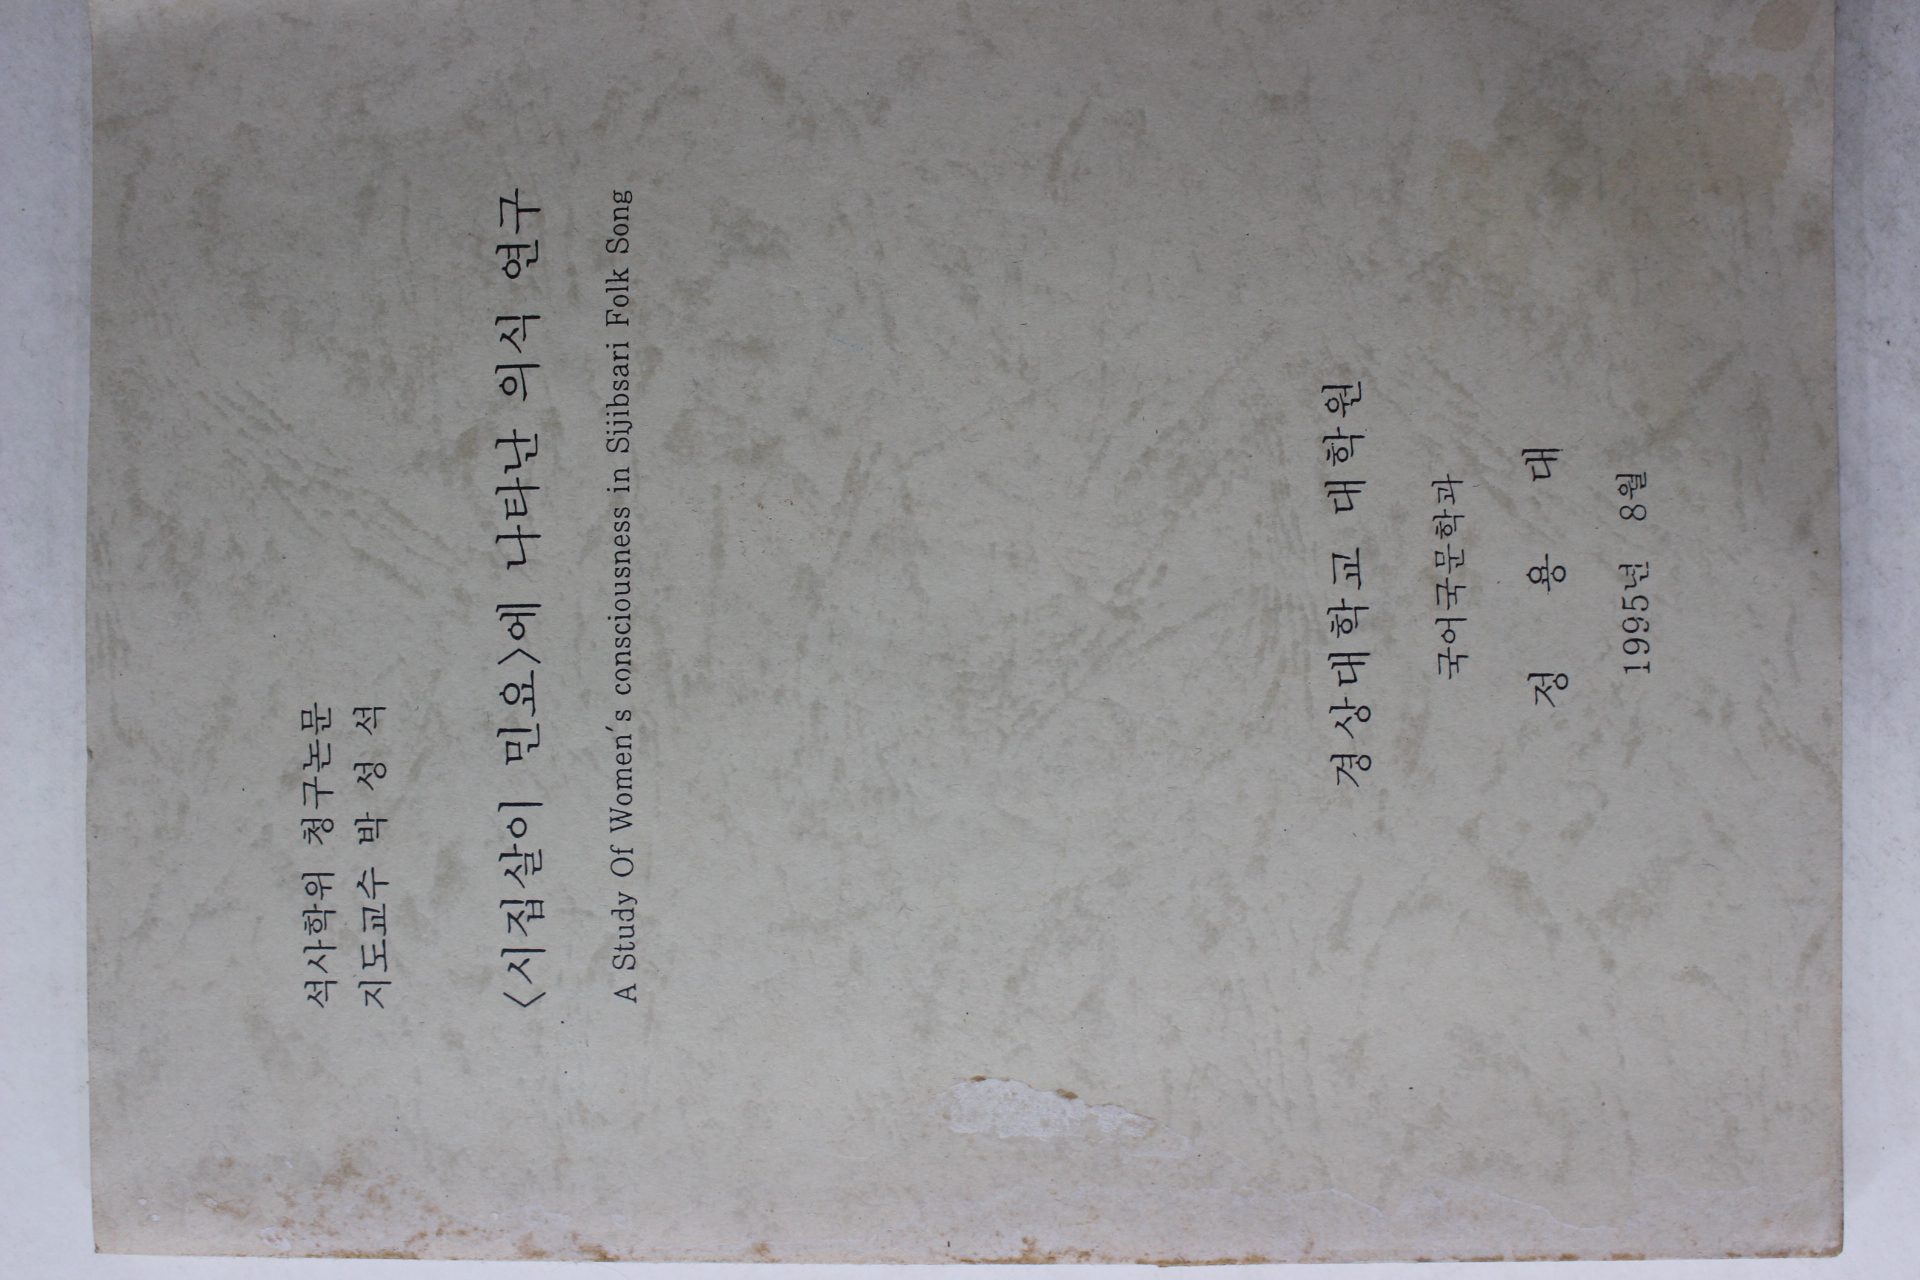 석사학위 청구논문
지도교수 박 성 석
<시집살이 민요>에 나타난 의식 연구
A Study Of Women's consciousness in Sijibsari Folk Song
경상대학교 대학원
국어국문학과
정 용 대
1995년 8월